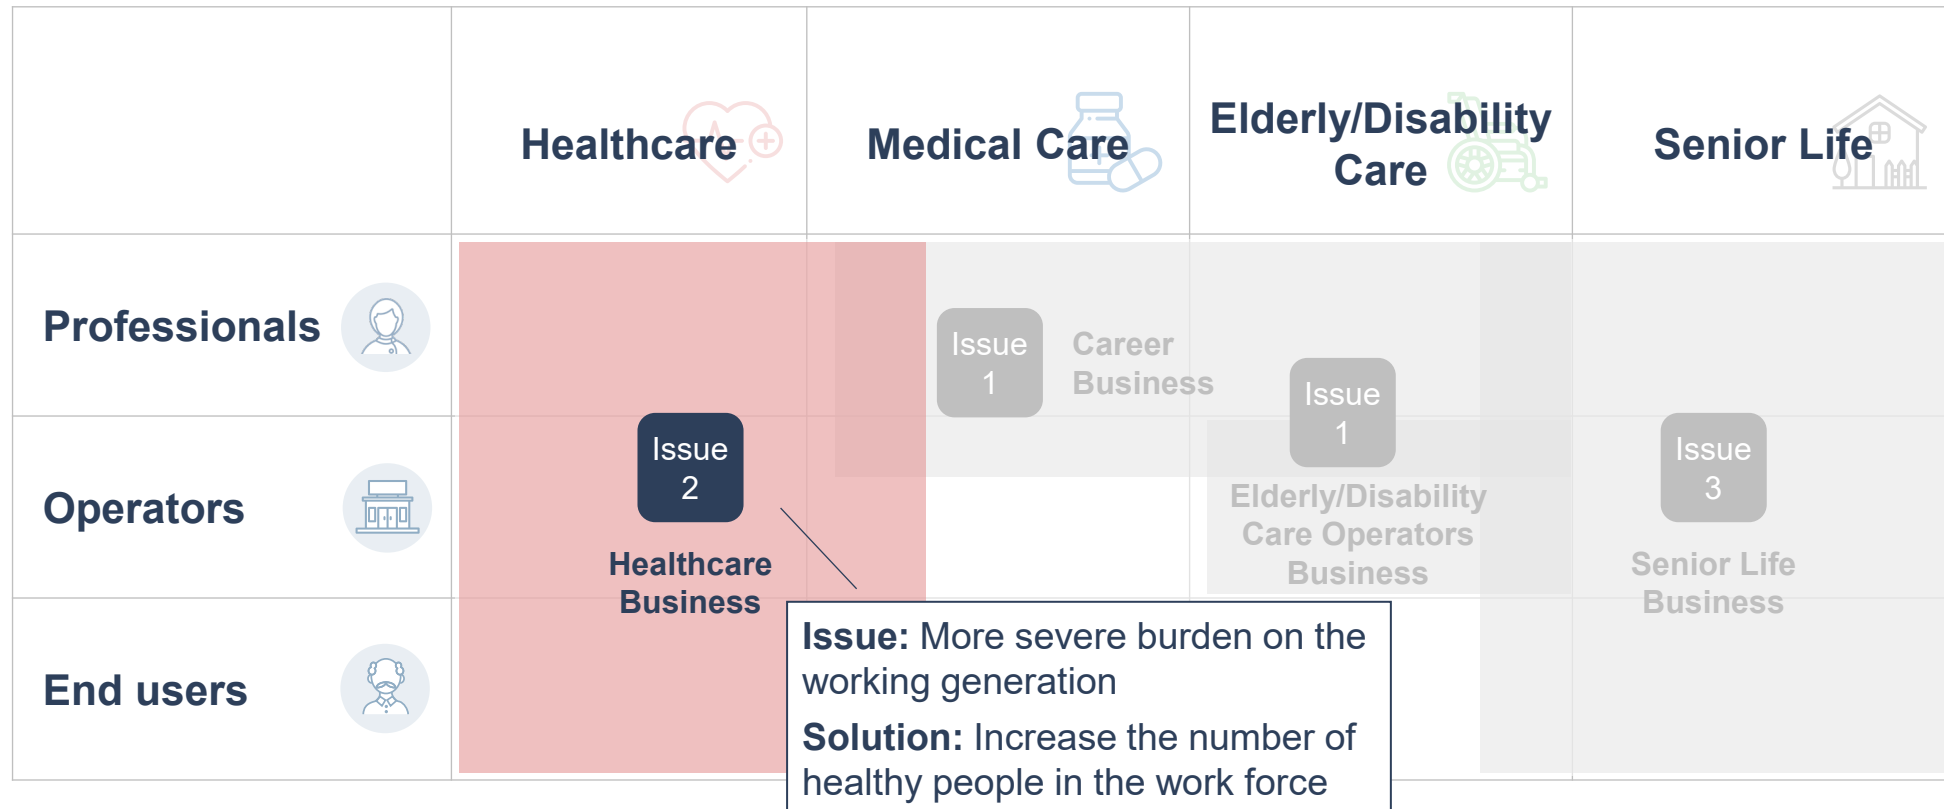 Healthcare
Medical Care
Elderly/Disability
Care
Senior Life
Professionals
Issue
1
Career
Business
Issue
1
Operators
Issue
2
Healthcare
Business
Elderly/Disability
Care Operators
Business
Issue
3
Senior Life
Business
End users
Issue: More severe burden on the
working generation
Solution: Increase the number of
healthy people in the work force